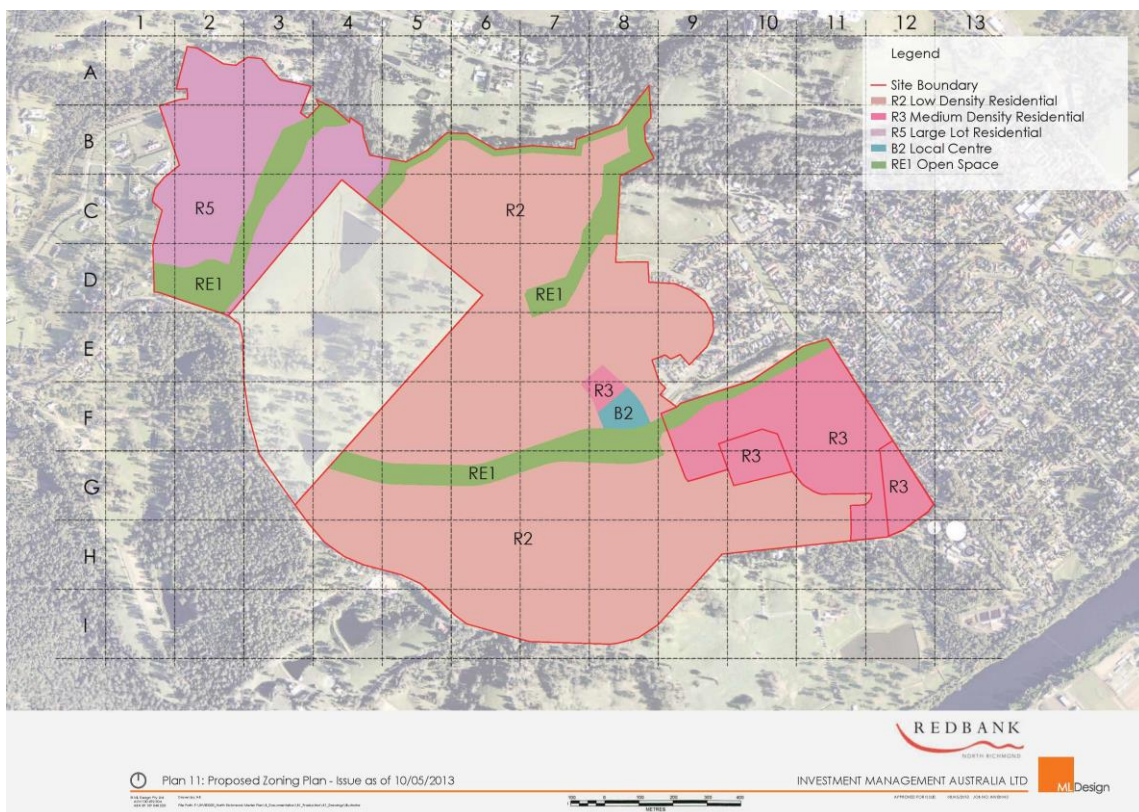 1 2 3 4 5 6 7 8 9 10 11 12 13
Legend
Site Boundary
R2 Low Density Residential
R3 Medium Density Residential
R5 Large Lot Residential
B2 Local Centre
RE1 Open Space
A
B
C
R5
R2
D
RE1
RE1
E
R3
F
B2
R3
R3
G
RE1
R3
H
R2
I
REDBANK
NORTH RICHMOND
Plan 11: Proposed Zoning Plan - Issue as of 10/05/2013
INVESTMENT MANAGEMENT AUSTRALIA LTD
MLDesign
METRES